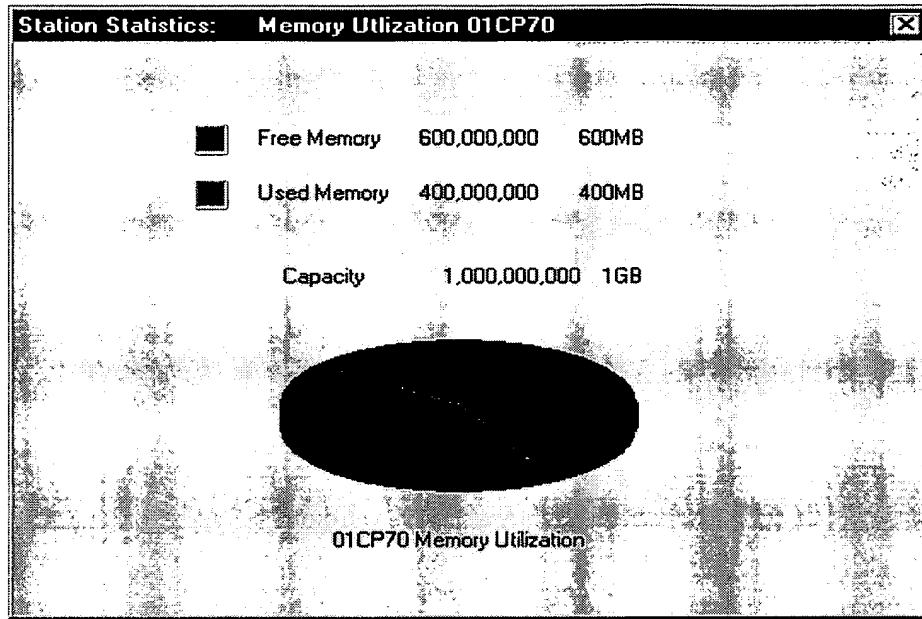 Station Statistics: Memory Utlization 01CP70
Free Memory 600,000,000 600MB
Used Memory 400,000,000 400MB
Capacity 1,000,000,000 1GB
01CP70 Memory Utilization